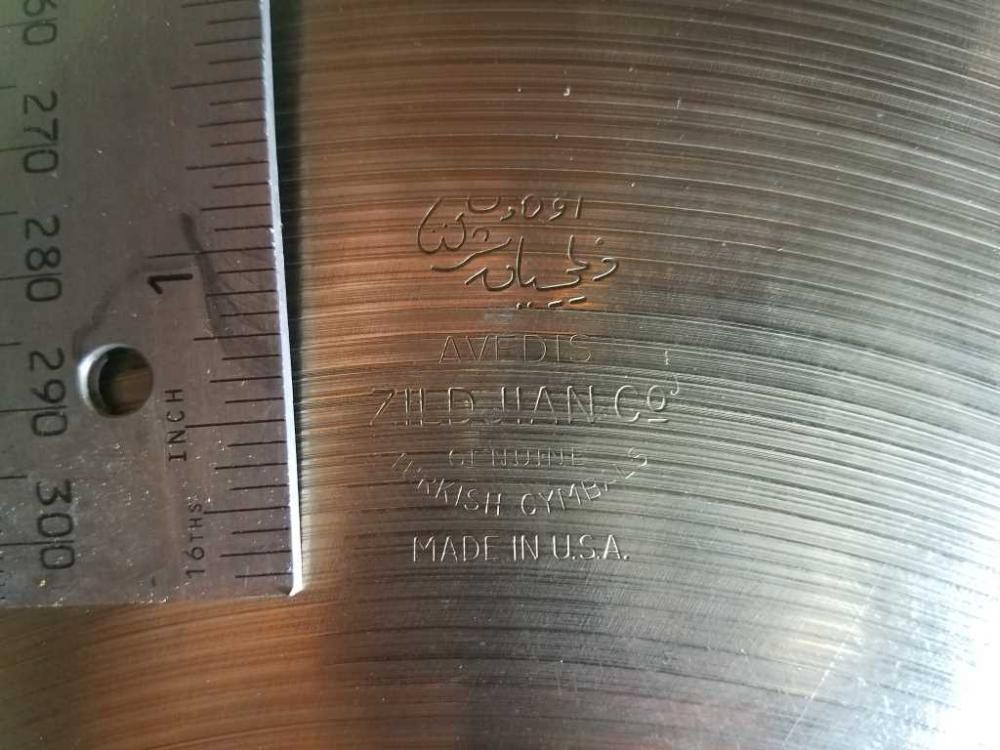 270
280
290
300
1
INCH
16THS
AVEDIS
ZILDJIAN CO
GENUINE
TURKISH CYMBALS
MADE IN U.S.A.